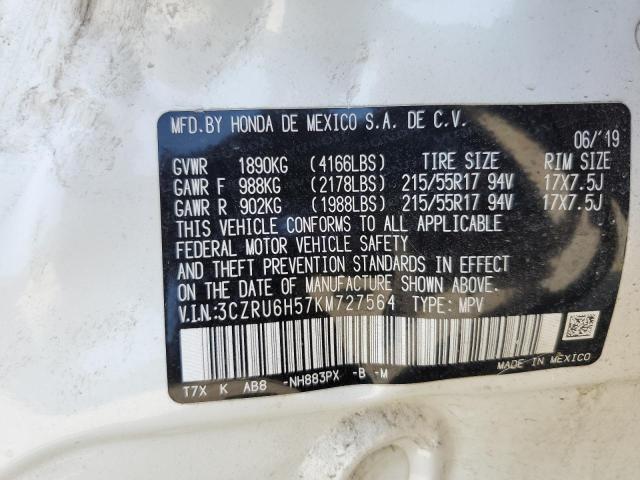 MFD.BY HONDA DE MEXICO S.A. DE C.V.
06/'19
GVWR 1890KG (4166LBS) TIRE SIZE RIM SIZE
GAWR F 988KG (2178LBS) 215/55R17 94V 17X7.5J
GAWR R 902KG (1988LBS) 215/55R17 94V 17X7.5J
THIS VEHICLE CONFORMS TO ALL APPLICABLE
FEDERAL MOTOR VEHICLE SAFETY
AND THEFT PREVENTION STANDARDS IN EFFECT
ON THE DATE OF MANUFACTURE SHOWN ABOVE.
V.I.N:3CZRU6H57KM727564 TYPE: MPV
MADE IN MEXICO
T7X K AB8 -NH883PX -B -M